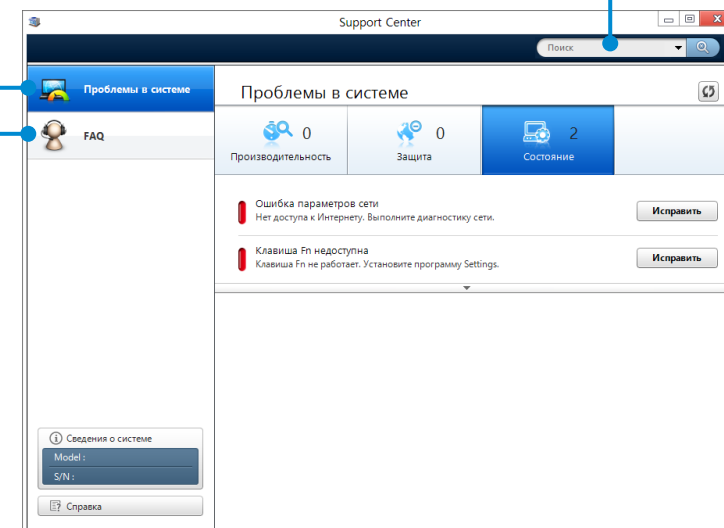 Support Center
Поиск
Проблемы в системе
FAQ
Проблемы в системе
0
Производительность
0
Защита
2
Состояние
Ошибка параметров сети
Нет доступа к Интернету. Выполните диагностику сети.
Исправить
Клавиша Fn недоступна
Клавиша Fn не работает. Установите программу Settings.
Исправить
Сведения о системе
Model :
S/N :
Справка